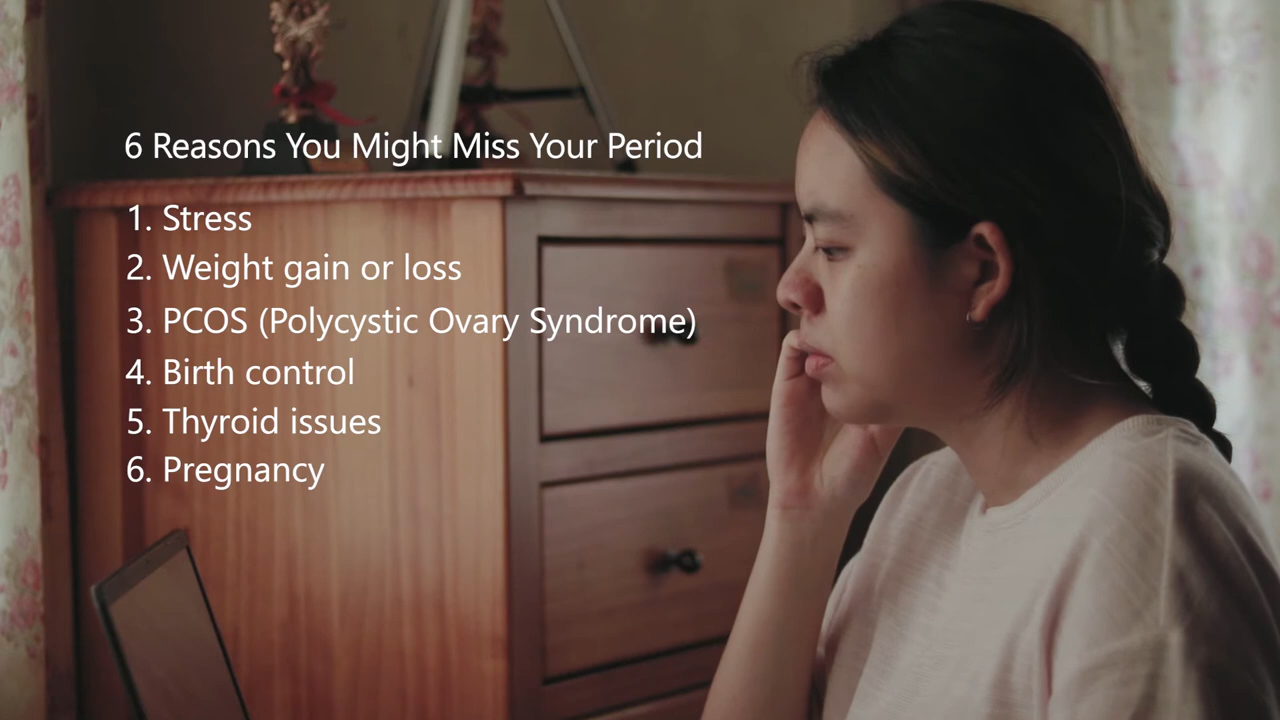 6 Reasons You Might Miss Your Period
1. Stress
2. Weight gain or loss
3. PCOS (Polycystic Ovary Syndrome)
4. Birth control
5. Thyroid issues
6. Pregnancy